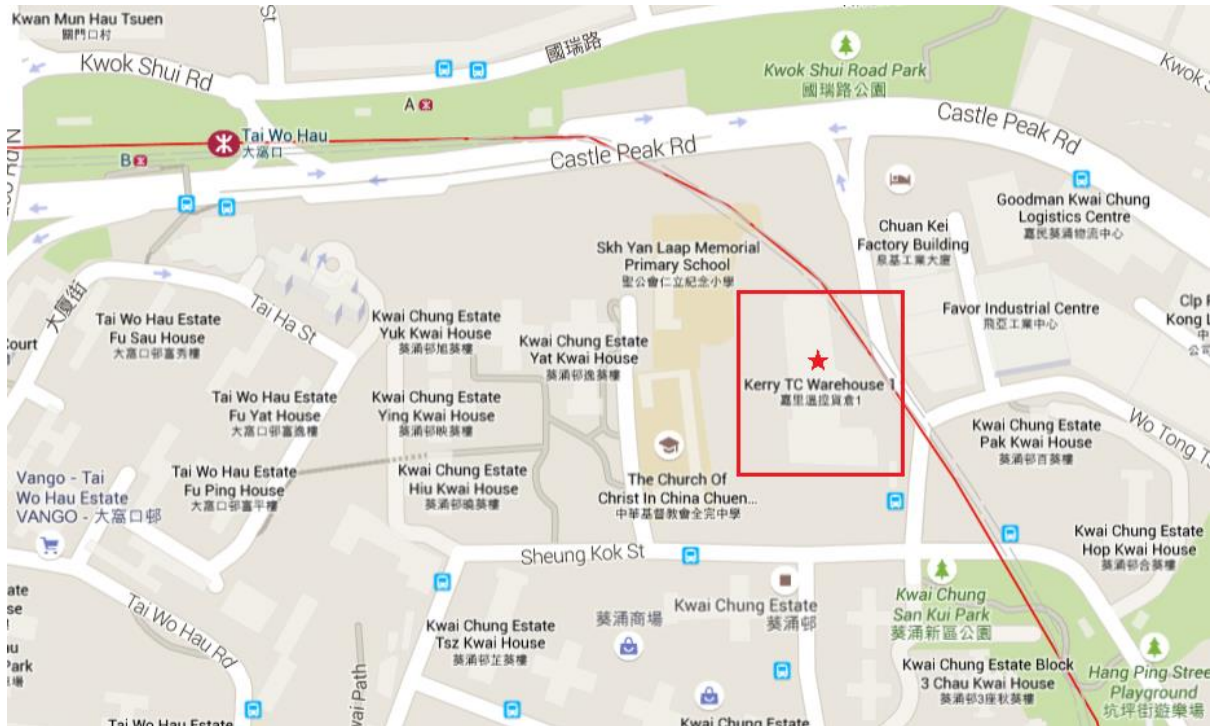 Kwan Mun Hau Tsuen
關門口村
St
Kwok Shui Rd
國瑞路
Kwok Shui Road Park
國瑞路公園
Kwok S
A
Tai Wo Hau
大窩口
B
Castle Peak Rd
Castle Peak Rd
Goodman Kwai Chung
Logistics Centre
嘉民葵涌物流中心
Chuan Kei
Factory Building
泉基工業大廈
Skh Yan Laap Memorial
Primary School
聖公會仁立紀念小學
大廈街
Tai Ha St
Court
Tai Wo Hau Estate
Fu Sau House
大窩口邨富秀樓
Kwai Chung Estate
Yuk Kwai House
葵涌邨旭葵樓
Kwai Chung Estate
Yat Kwai House
葵涌邨逸葵樓
Favor Industrial Centre
飛亞工業中心
Clp P
Kong L
中
公司
Kerry TC Warehouse 1
嘉里溫控貨倉1
Tai Wo Hau Estate
Fu Yat House
大窩口邨富逸樓
Kwai Chung Estate
Ying Kwai House
葵涌邨映葵樓
Kwai Chung Estate
Pak Kwai House
葵涌邨百葵樓
Wo Tong Ts
Vango - Tai
Wo Hau Estate
VANGO - 大窩口邨
Tai Wo Hau Estate
Fu Ping House
大窩口邨富平樓
Kwai Chung Estate
Hiu Kwai House
葵涌邨曉葵樓
The Church Of
Christ In China Chuen...
中華基督教會全完中學
Sheung Kok St
Kwai Chung Estate
Hop Kwai House
葵涌邨合葵樓
ate
se
Park
Tai Wo Hau Rd
Kwai Chung Estate
Tsz Kwai House
葵涌邨芷葵樓
葵涌商場
Kwai Chung Estate
葵涌邨
Kwai Chung
San Kui Park
葵涌新區公園
Kwai Chung Estate Block
3 Chau Kwai House
葵涌邨3座秋葵樓
Hang Ping Street
Playground
坑坪街遊樂場
wai Path
Tai Wo Hau Estate
Kwai Chung Estate